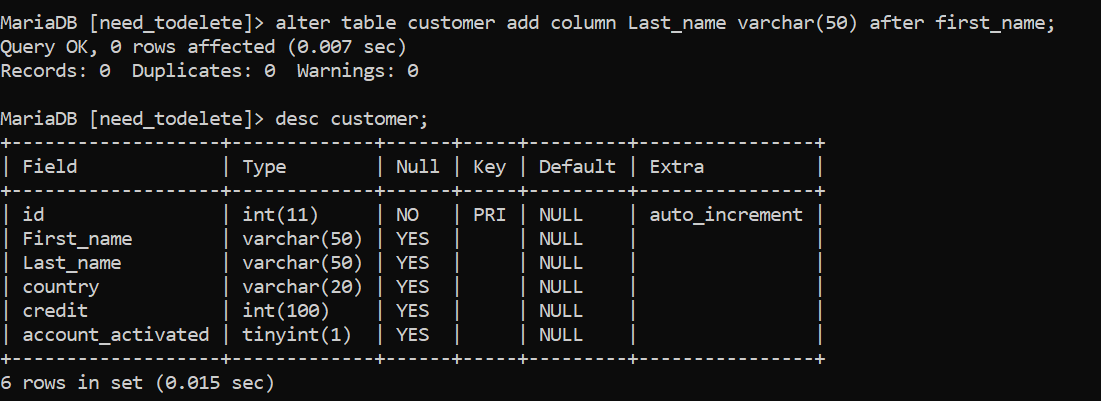 MariaDB [need_todelete]> alter table customer add column Last_name varchar(50) after first_name;
Query OK, 0 rows affected (0.007 sec)
Records: 0  Duplicates: 0  Warnings: 0

MariaDB [need_todelete]> desc customer;
+-------------------+-------------+------+-----+---------+----------------+
| Field             | Type        | Null | Key | Default | Extra          |
+-------------------+-------------+------+-----+---------+----------------+
| id                | int(11)     | NO   | PRI | NULL    | auto_increment |
| First_name        | varchar(50) | YES  |     | NULL    |                |
| Last_name         | varchar(50) | YES  |     | NULL    |                |
| country           | varchar(20) | YES  |     | NULL    |                |
| credit            | int(100)    | YES  |     | NULL    |                |
| account_activated | tinyint(1)  | YES  |     | NULL    |                |
+-------------------+-------------+------+-----+---------+----------------+
6 rows in set (0.015 sec)